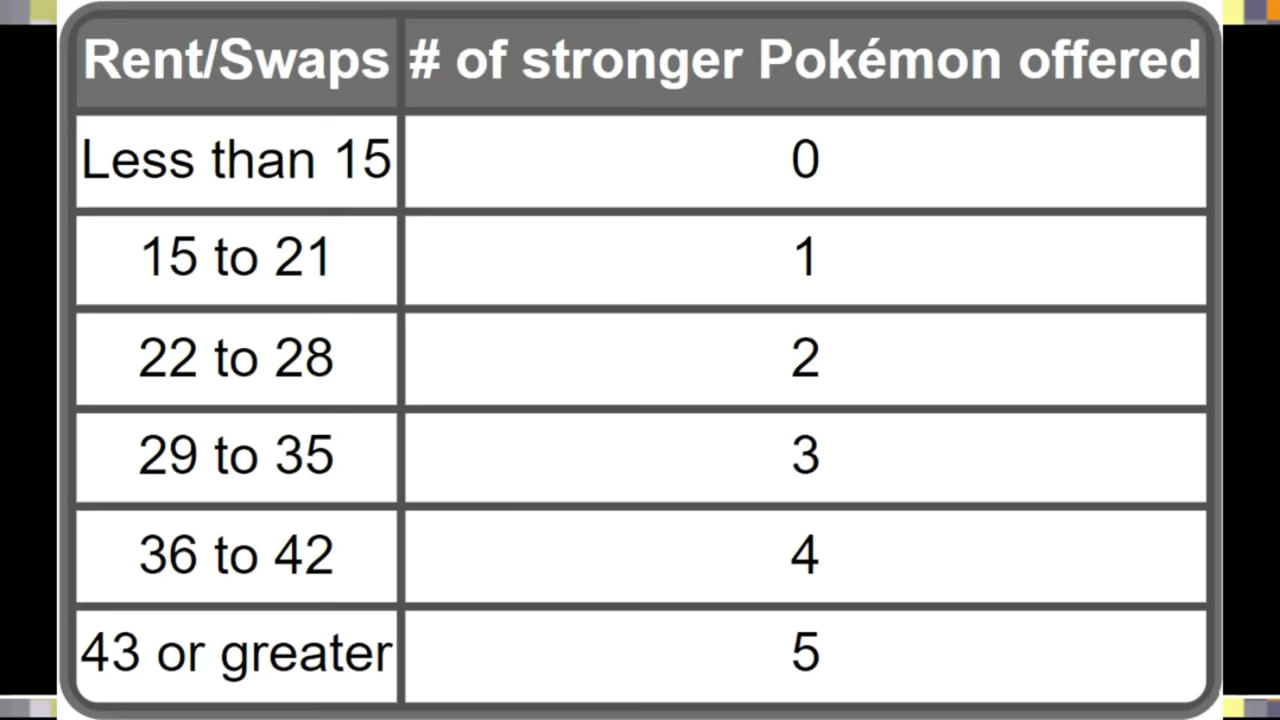 Rent/Swaps # of stronger Pokémon offered
Less than 15 0
15 to 21 1
22 to 28 2
29 to 35 3
36 to 42 4
43 or greater 5